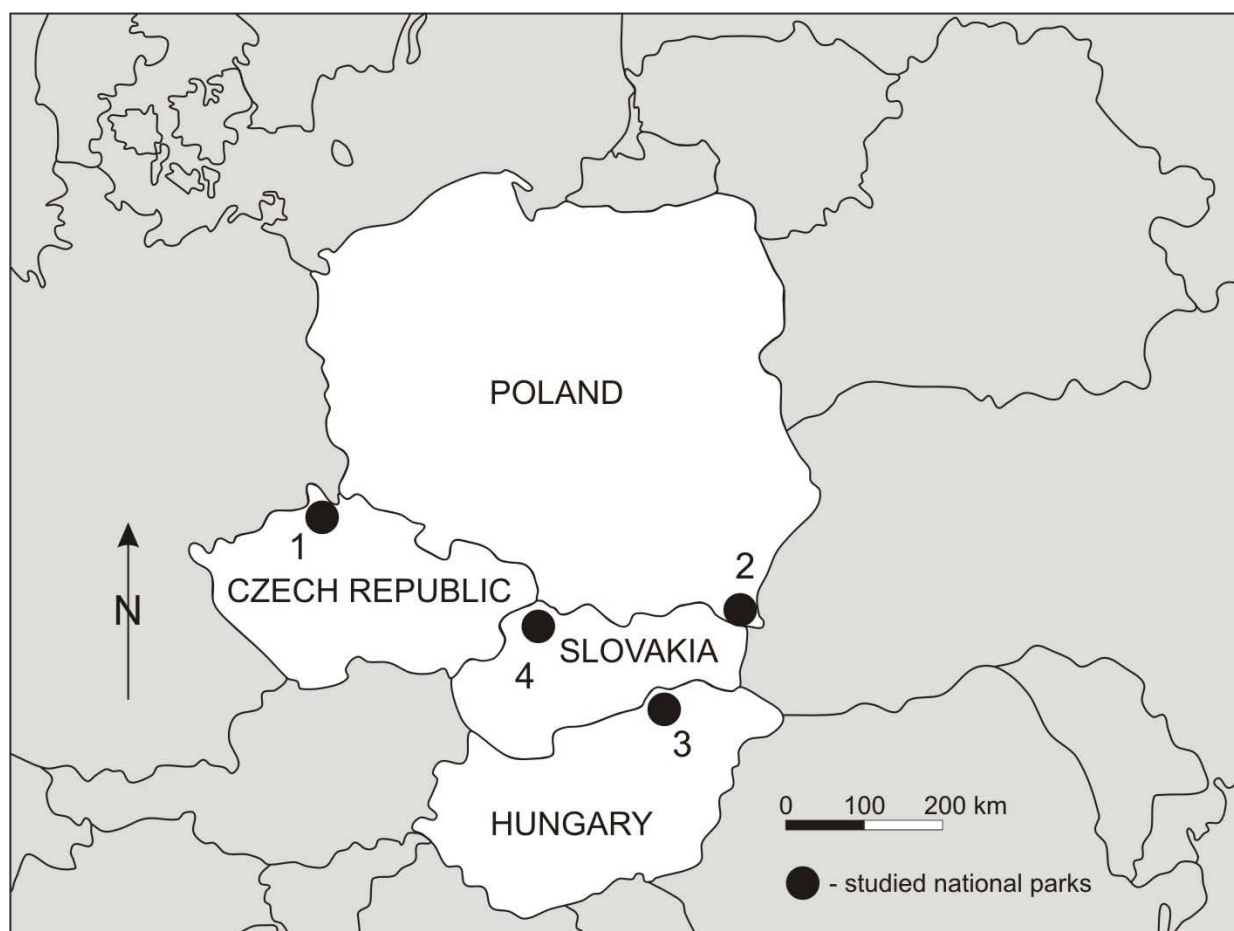 POLAND
1
CZECH REPUBLIC
2
N
SLOVAKIA
4
3
HUNGARY
0 100 200 km
- studied national parks